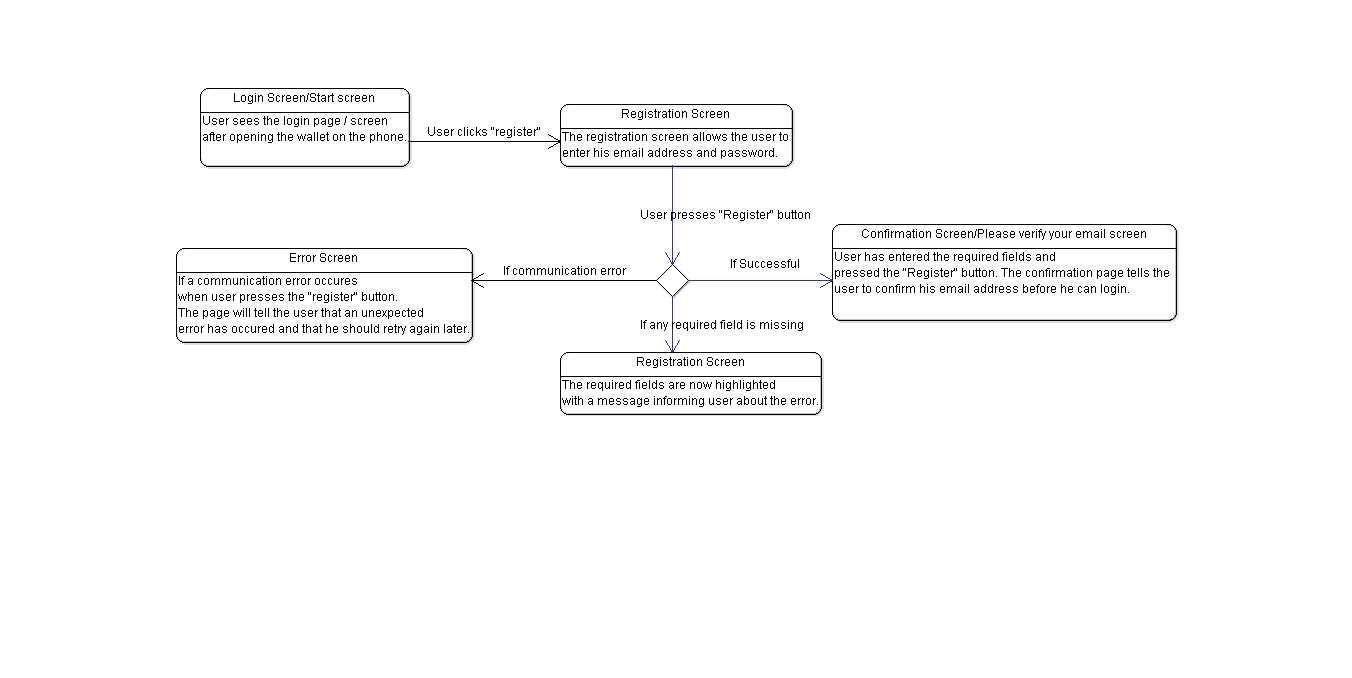 Login Screen/Start screen
User sees the login page / screen
after opening the wallet on the phone.
User clicks "register"
Registration Screen
The registration screen allows the user to
enter his email address and password.
User presses "Register" button
Error Screen
If a communication error occures
when user presses the "register" button.
The page will tell the user that an unexpected
error has occured and that he should retry again later.
If communication error
If Successful
Confirmation Screen/Please verify your email screen
User has entered the required fields and
pressed the "Register" button. The confirmation page tells the
user to confirm his email address before he can login.
If any required field is missing
Registration Screen
The required fields are now highlighted
with a message informing user about the error.